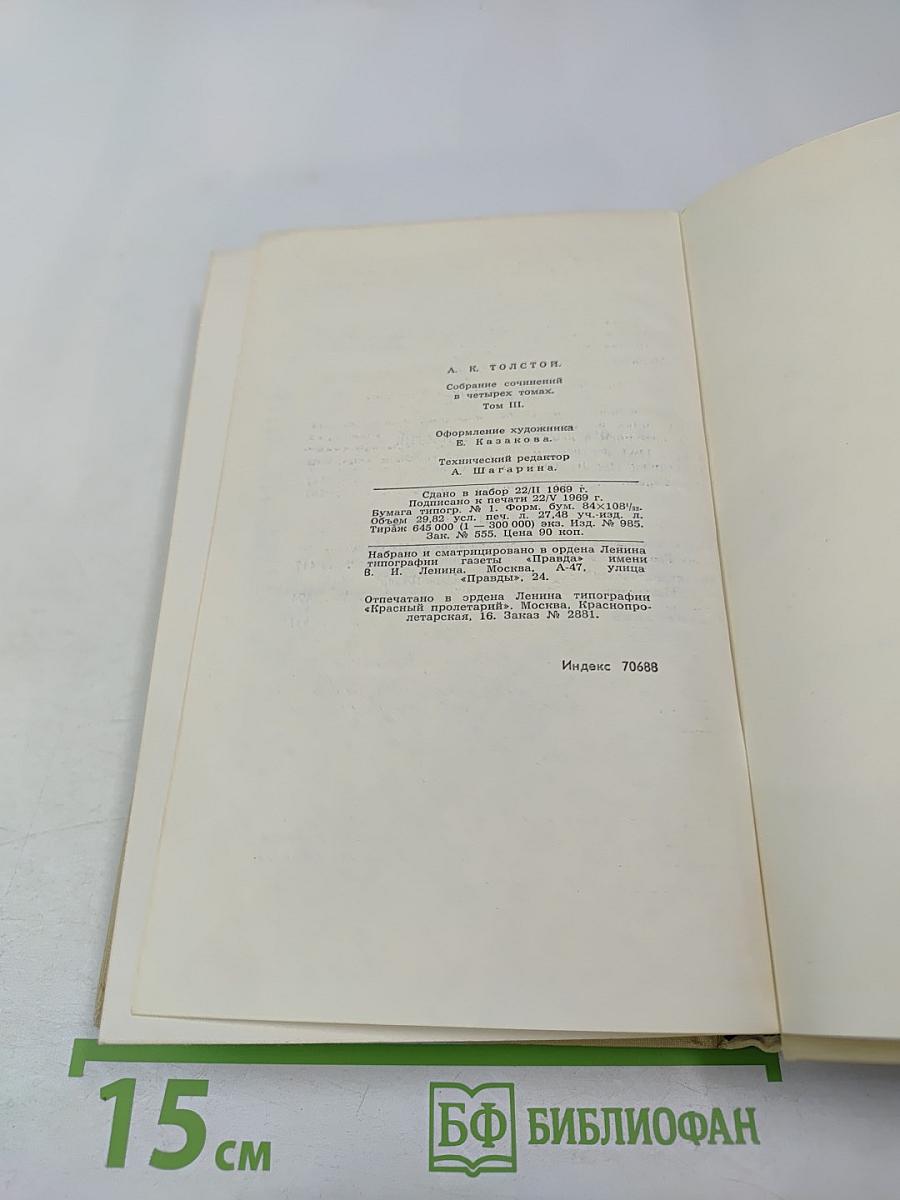 А. К. ТОЛСТОЙ.
Собрание сочинений
в четырех томах.
Том III.
Оформление художника
Е. Казакова.
Технический редактор
А. Шагарина.
Сдано в набор 22/II 1969 г.
Подписано к печати 22/V 1969 г.
Бумага типогр. № 1. Форм. бум. 84×108¹/₃₂.
Объем 29,82 усл. печ. л. 27,48 уч.-изд. л.
Тираж 645 000 (1 — 300 000) экз. Изд. № 985.
Зак. № 555. Цена 90 коп.
Набрано и сматрицировано в ордена Ленина
типографии газеты «Правда» имени
В. И. Ленина. Москва, А-47, улица
«Правды», 24.
Отпечатано в ордена Ленина типографии
«Красный пролетарий». Москва, Краснопро-
летарская, 16. Заказ № 2881.
Индекс 70688
15 см
БФ БИБЛИОФАН